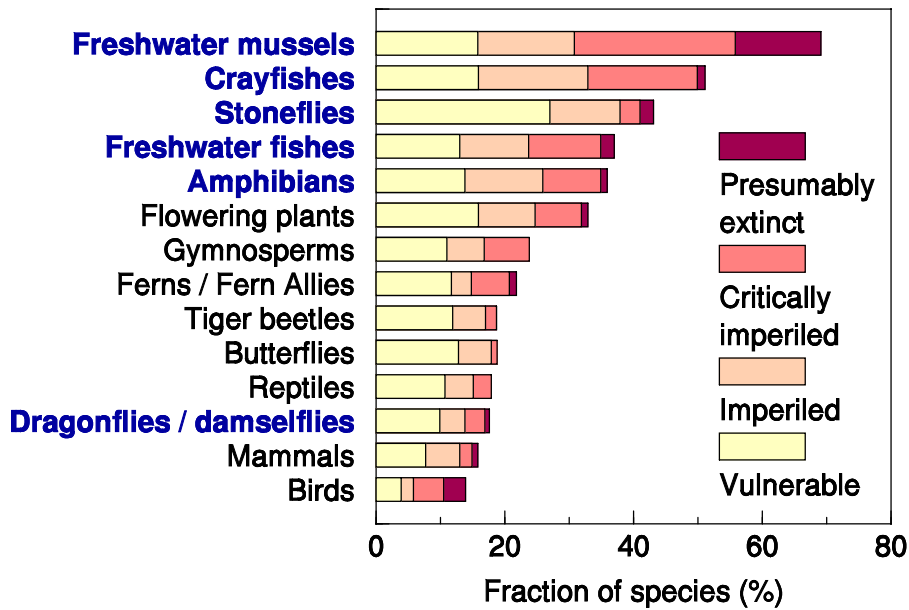 Freshwater mussels
Crayfishes
Stoneflies
Freshwater fishes
Amphibians
Flowering plants
Gymnosperms
Ferns / Fern Allies
Tiger beetles
Butterflies
Reptiles
Dragonflies / damselflies
Mammals
Birds
Presumably
extinct
Critically
imperiled
Imperiled
Vulnerable
0 20 40 60 80
Fraction of species (%)